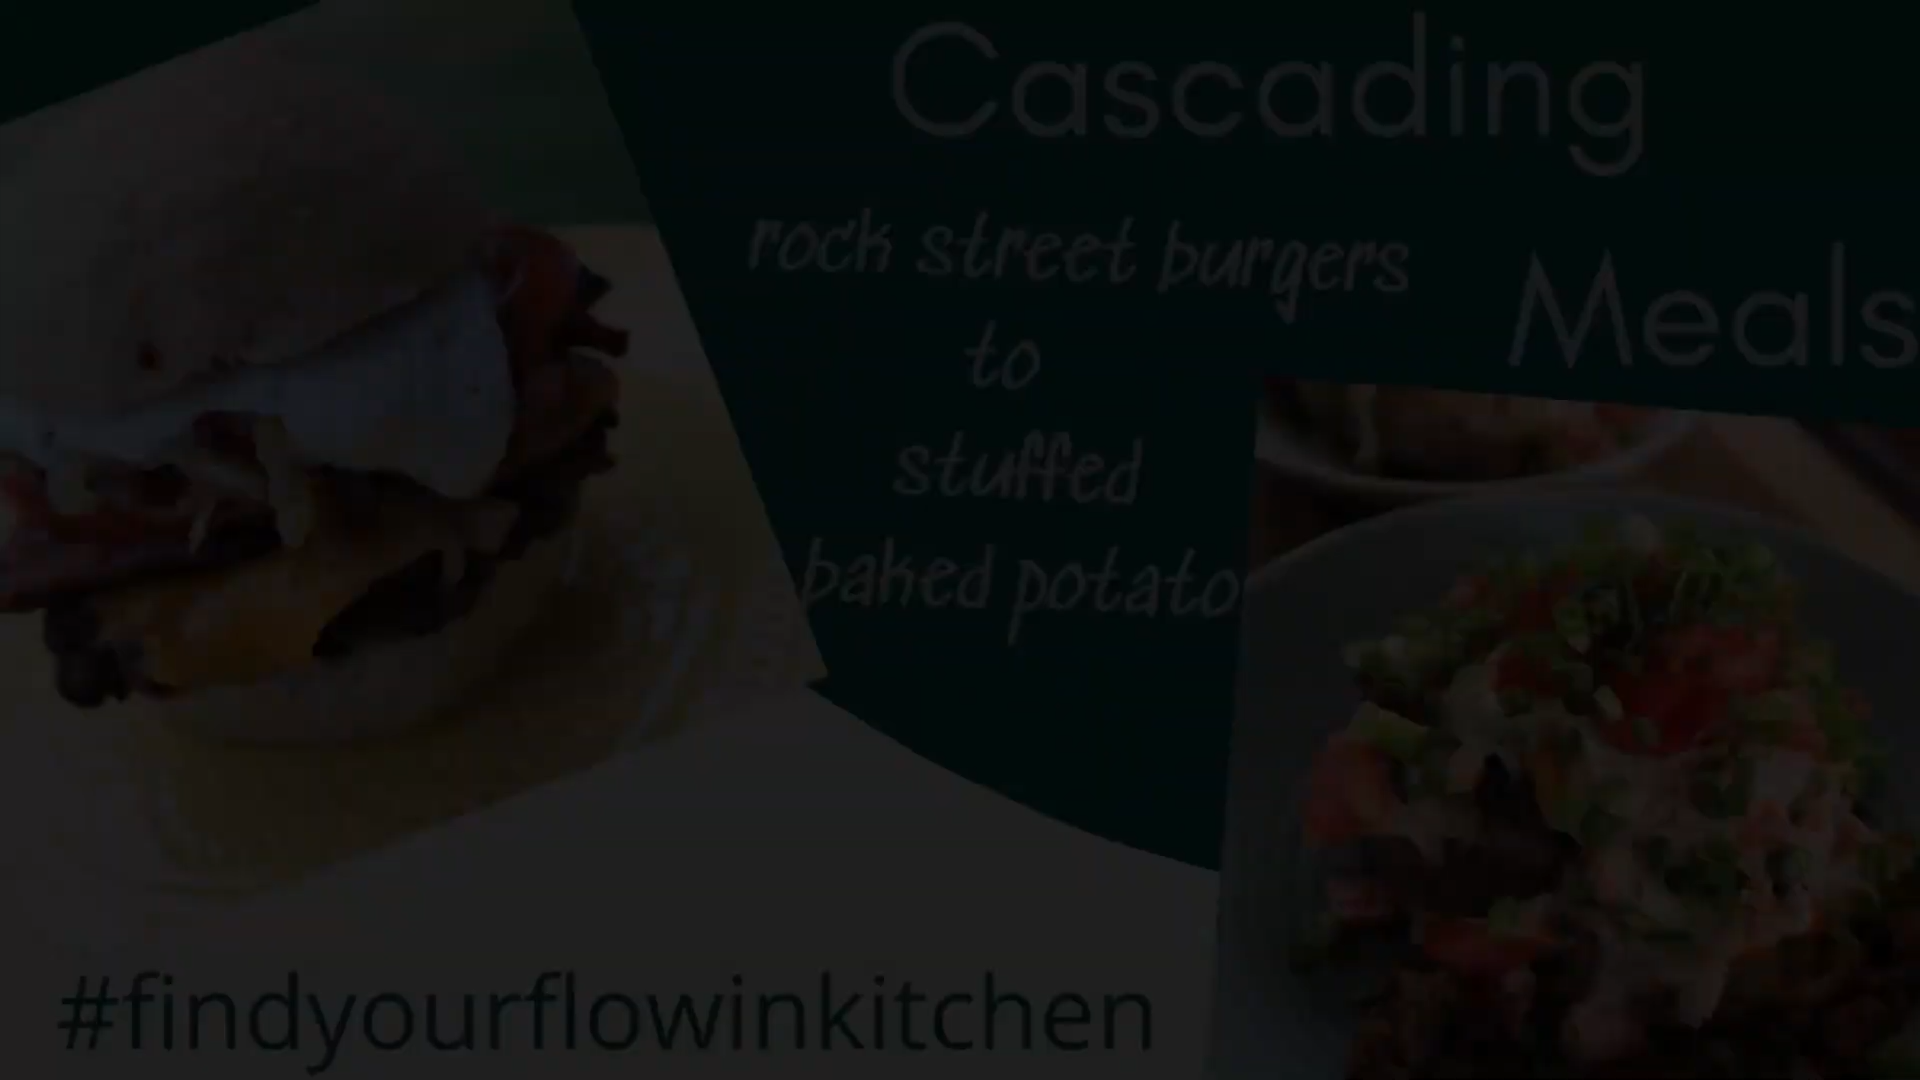 Cascading
Meals
rock street burgers
to
stuffed
baked potato
#findyourflowinkitchen